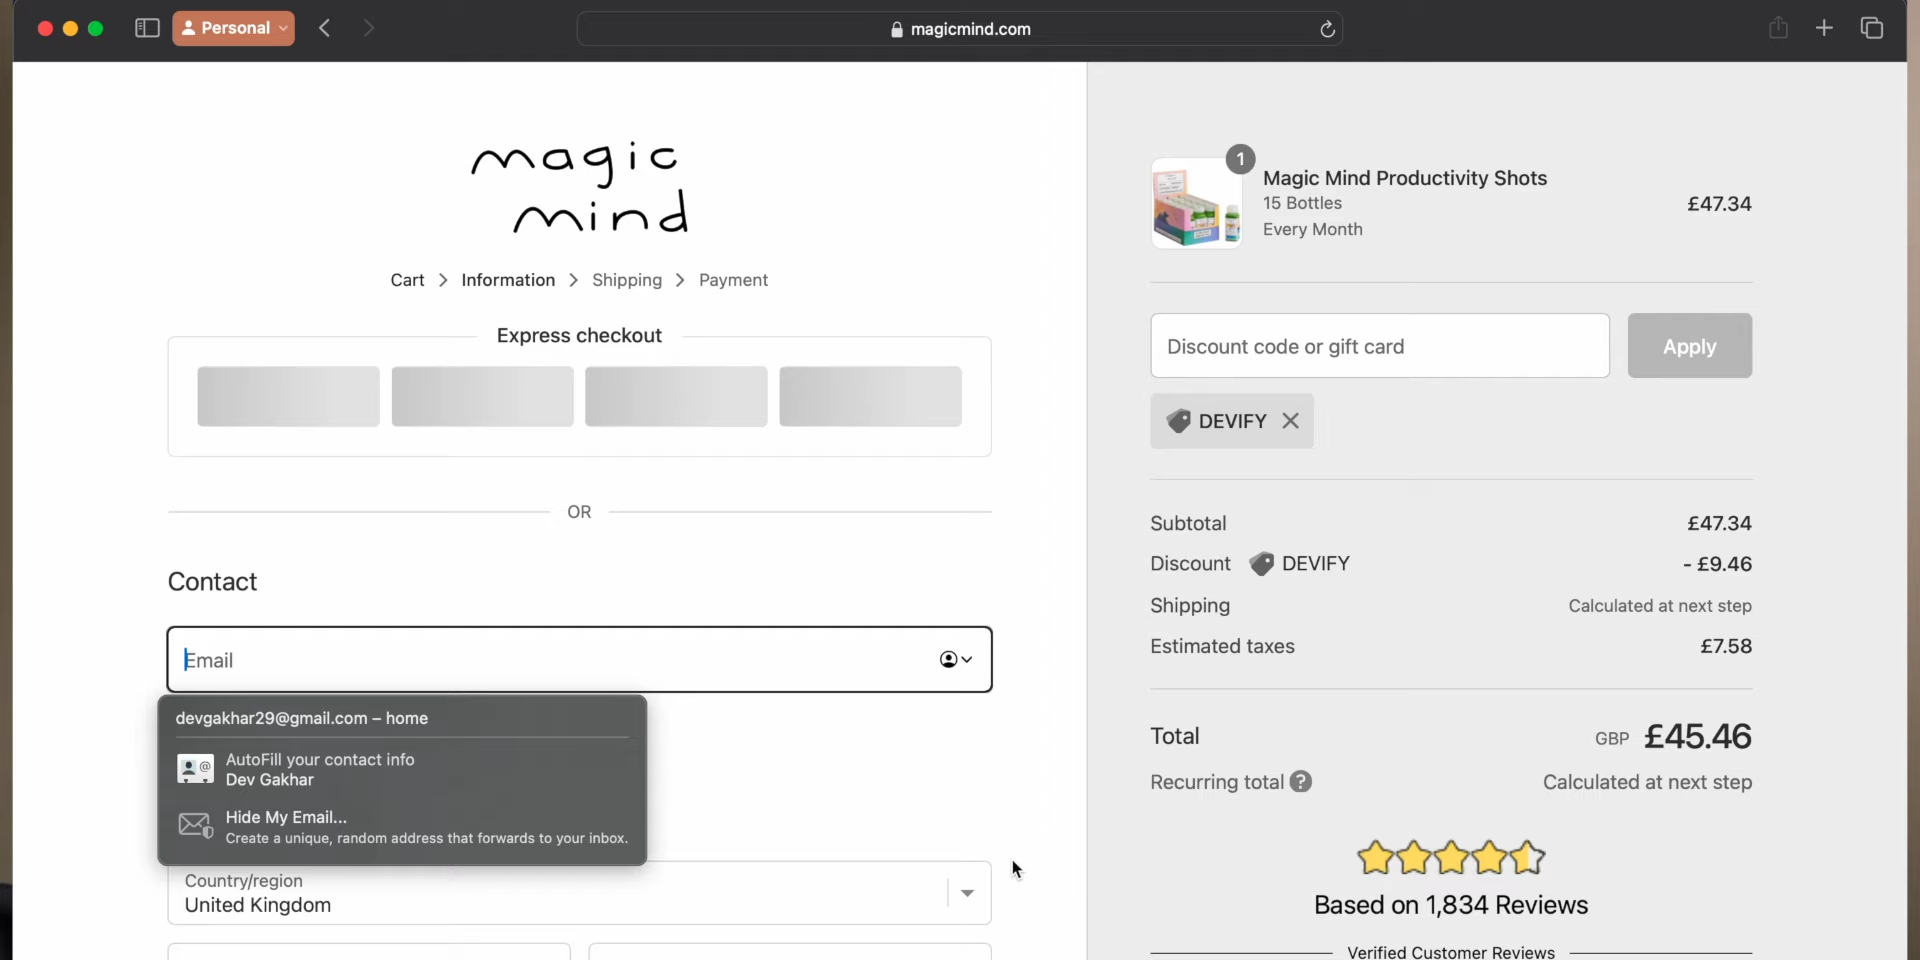 Personal
magicmind.com
magic
mind
Cart > Information > Shipping > Payment
Express checkout
OR
Contact
Email
devgakhar29@gmail.com – home
AutoFill your contact info
Dev Gakhar
Hide My Email...
Create a unique, random address that forwards to your inbox.
Country/region
United Kingdom
1
Magic Mind Productivity Shots
15 Bottles
Every Month
£47.34
Discount code or gift card
Apply
DEVIFY
Subtotal £47.34
Discount DEVIFY - £9.46
Shipping Calculated at next step
Estimated taxes £7.58
Total GBP £45.46
Recurring total ? Calculated at next step
Based on 1,834 Reviews
Verified Customer Reviews